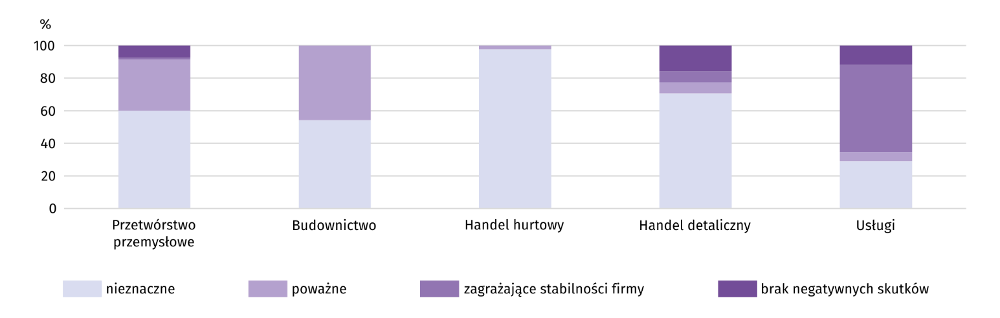 %
100
80
60
40
20
0
Przetwórstwo
przemysłowe
Budownictwo
Handel hurtowy
Handel detaliczny
Usługi
nieznaczne
poważne
zagrażające stabilności firmy
brak negatywnych skutków